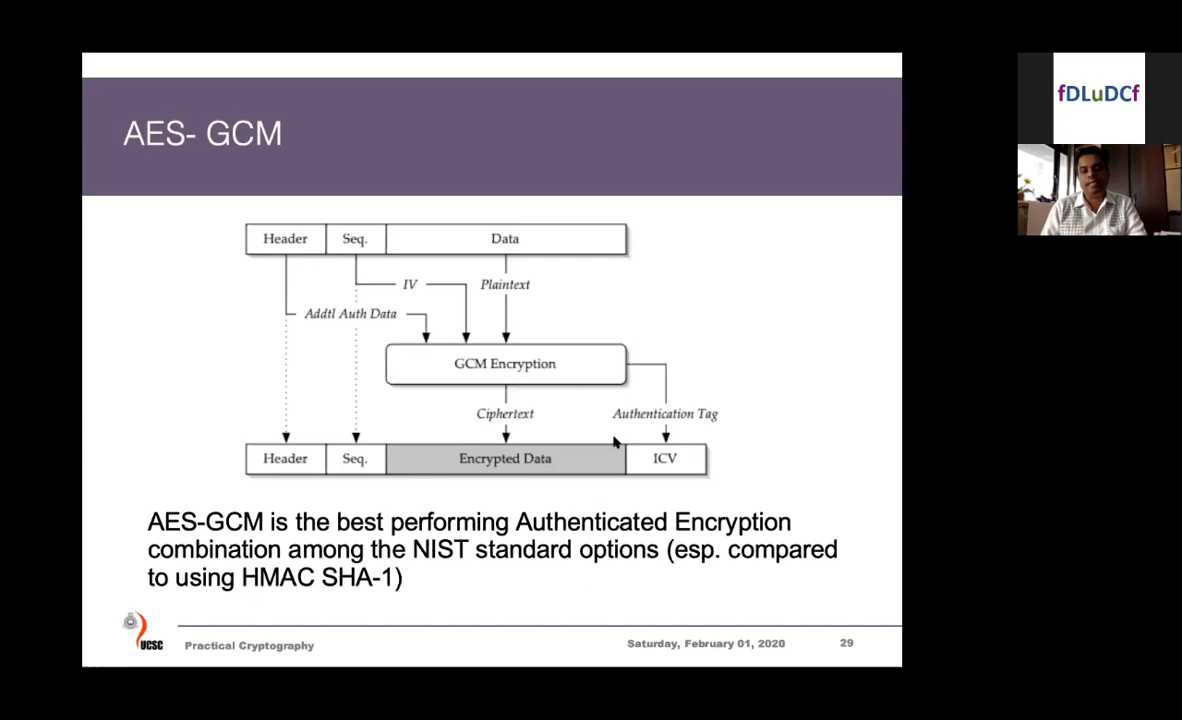 AES- GCM
fDLuDCf
Header Seq. Data
IV Plaintext
Addtl Auth Data
GCM Encryption
Ciphertext Authentication Tag
Header Seq. Encrypted Data ICV
AES-GCM is the best performing Authenticated Encryption
combination among the NIST standard options (esp. compared
to using HMAC SHA-1)
UCSC Practical Cryptography Saturday, February 01, 2020 29